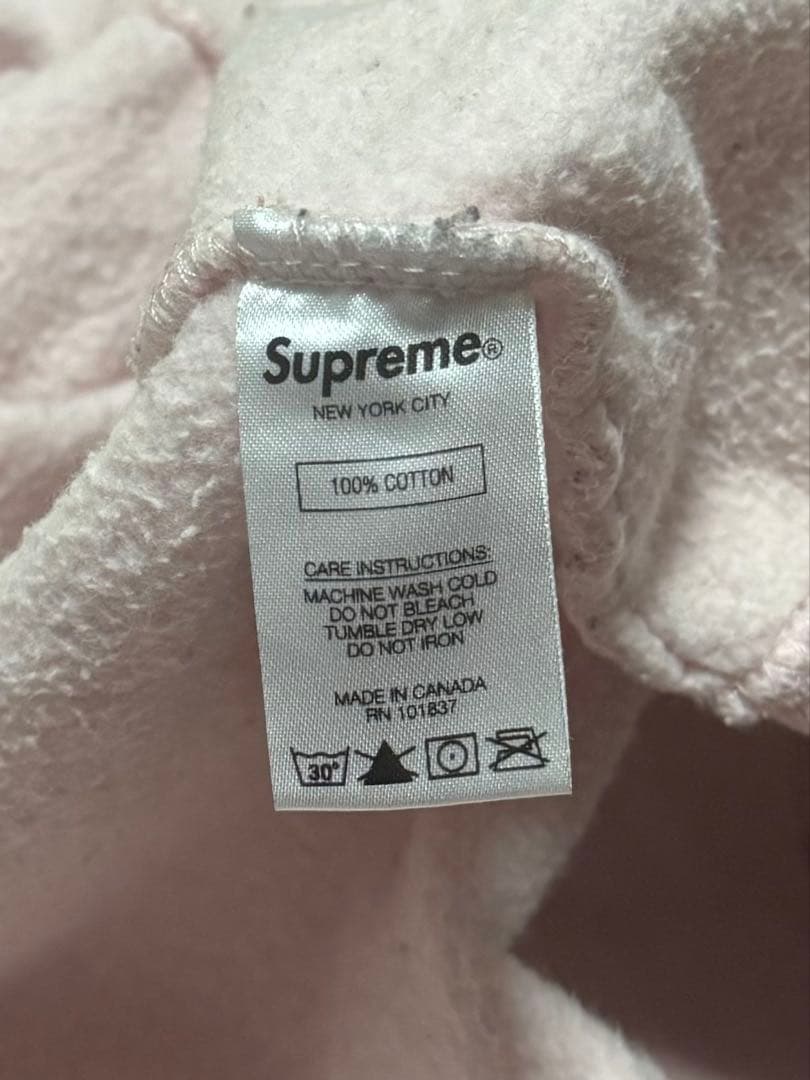 Supreme®
NEW YORK CITY
100% COTTON
CARE INSTRUCTIONS:
MACHINE WASH COLD
DO NOT BLEACH
TUMBLE DRY LOW
DO NOT IRON
MADE IN CANADA
RN 101837
30°